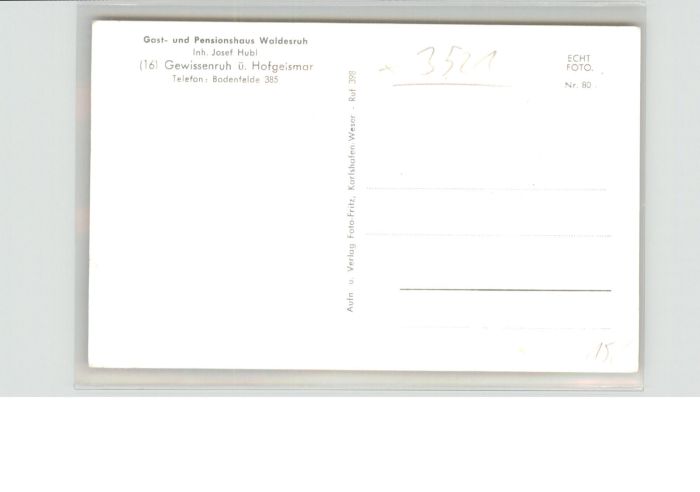 Gast- und Pensionshaus Waldesruh
Inh. Josef Hubl
(16) Gewissenruh ü. Hofgeismar
Telefon: Bodenfelde 385
Aufn u. Verlag Foto-Fritz, Karlshafen/Weser - Ruf 398
3521
ECHT
FOTO.
Nr. 80
15,